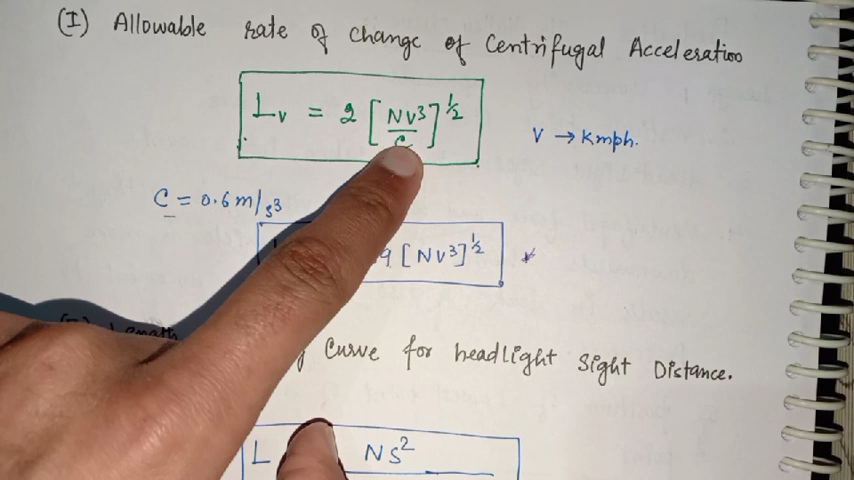 (I) Allowable rate of change of Centrifugal Acceleration
Lv = 2 [NV³/C]^½
V → Kmph.
C = 0.6 m/s³
[NV³]^½
Curve for headlight Sight Distance.
L NS²